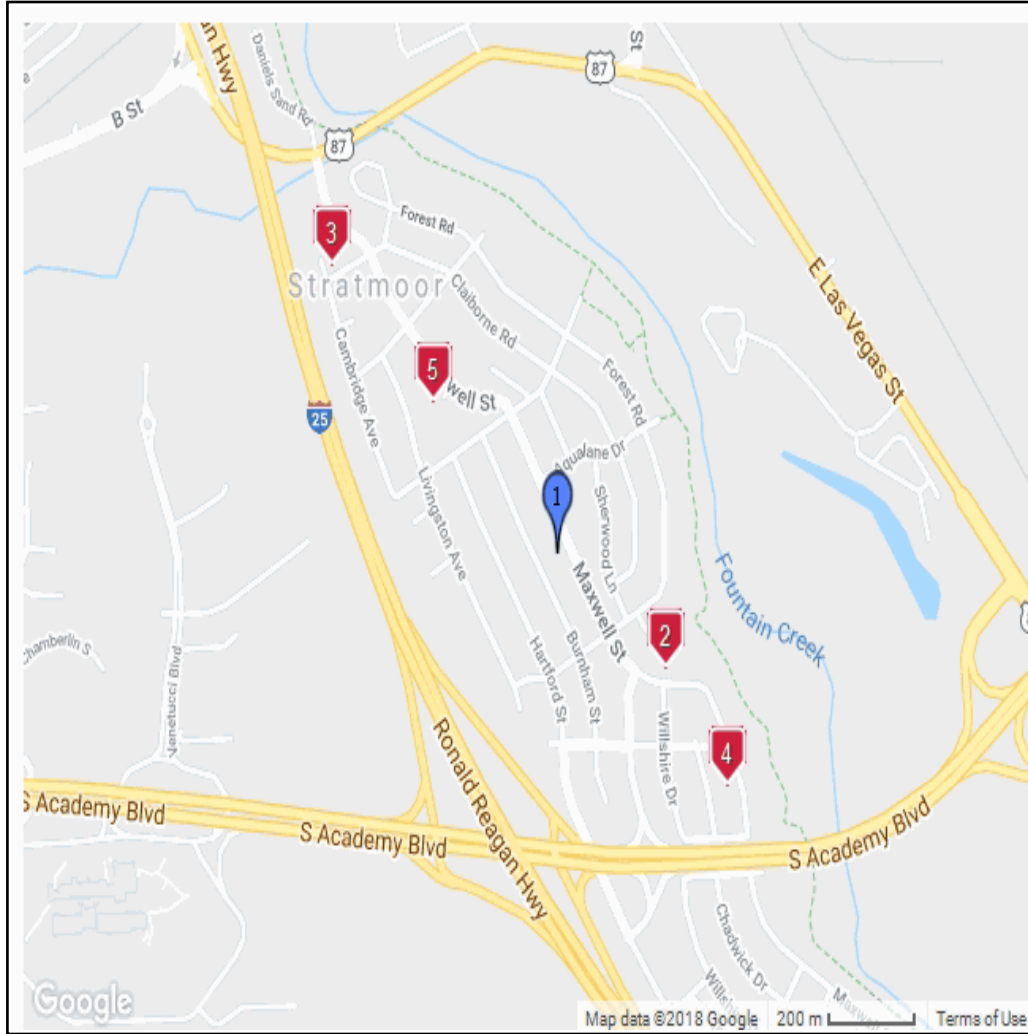 an Hwy
St
87
Daniels Sand Rd
B St
87
3
Forest Rd
Stratmoor
Claiborne Rd
E Las Vegas St
5
Cambridge Ave
well St
Forest Rd
25
Aqualane Dr
1
Livingston Ave
Sherwood Ln
Maxwell St
Fountain Creek
2
Chamberlin S
Venetucci Blvd
Hartford St
Burnham St
Willshire Dr
4
Ronald Reagan Hwy
S Academy Blvd
S Academy Blvd
S Academy Blvd
Chadwick Dr
Willsh
Maxwell
Google
Map data ©2018 Google
200 m
Terms of Use